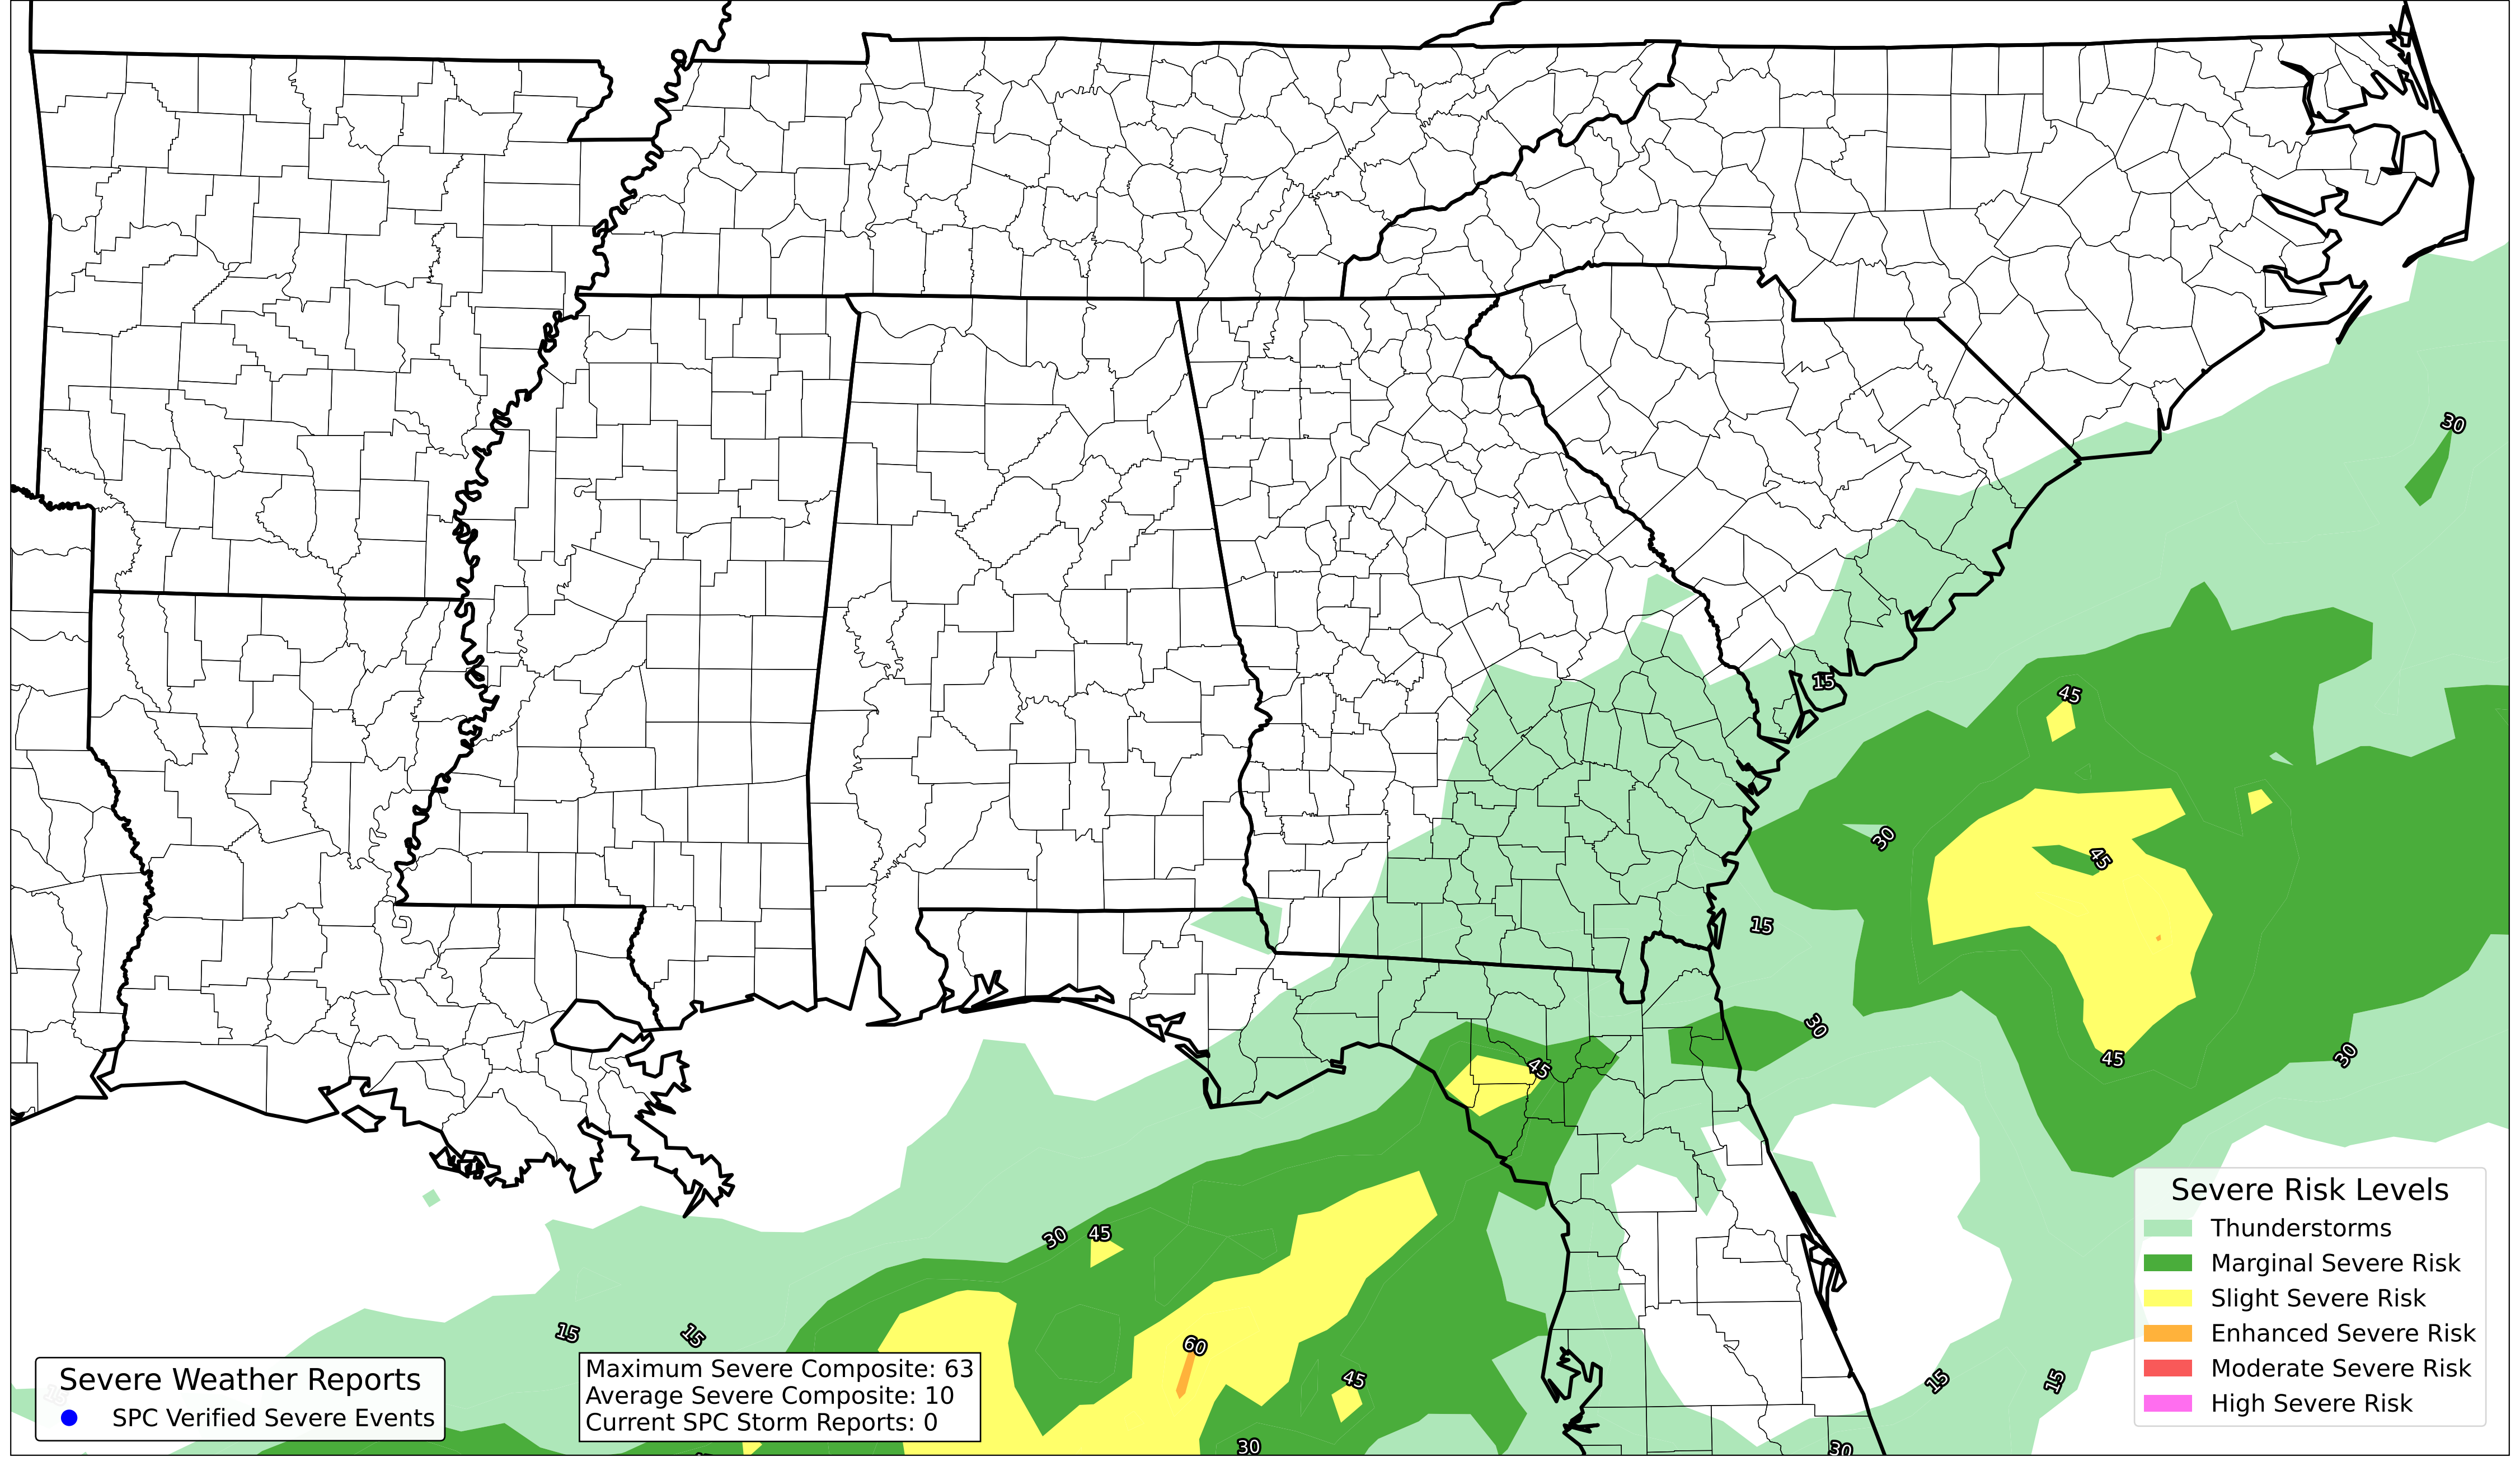 30
45
15
30
45
15
30
45
45
30
30
45
60
45
15
15
15
15
30
30
Severe Weather Reports
SPC Verified Severe Events
Maximum Severe Composite: 63
Average Severe Composite: 10
Current SPC Storm Reports: 0
Severe Risk Levels
Thunderstorms
Marginal Severe Risk
Slight Severe Risk
Enhanced Severe Risk
Moderate Severe Risk
High Severe Risk